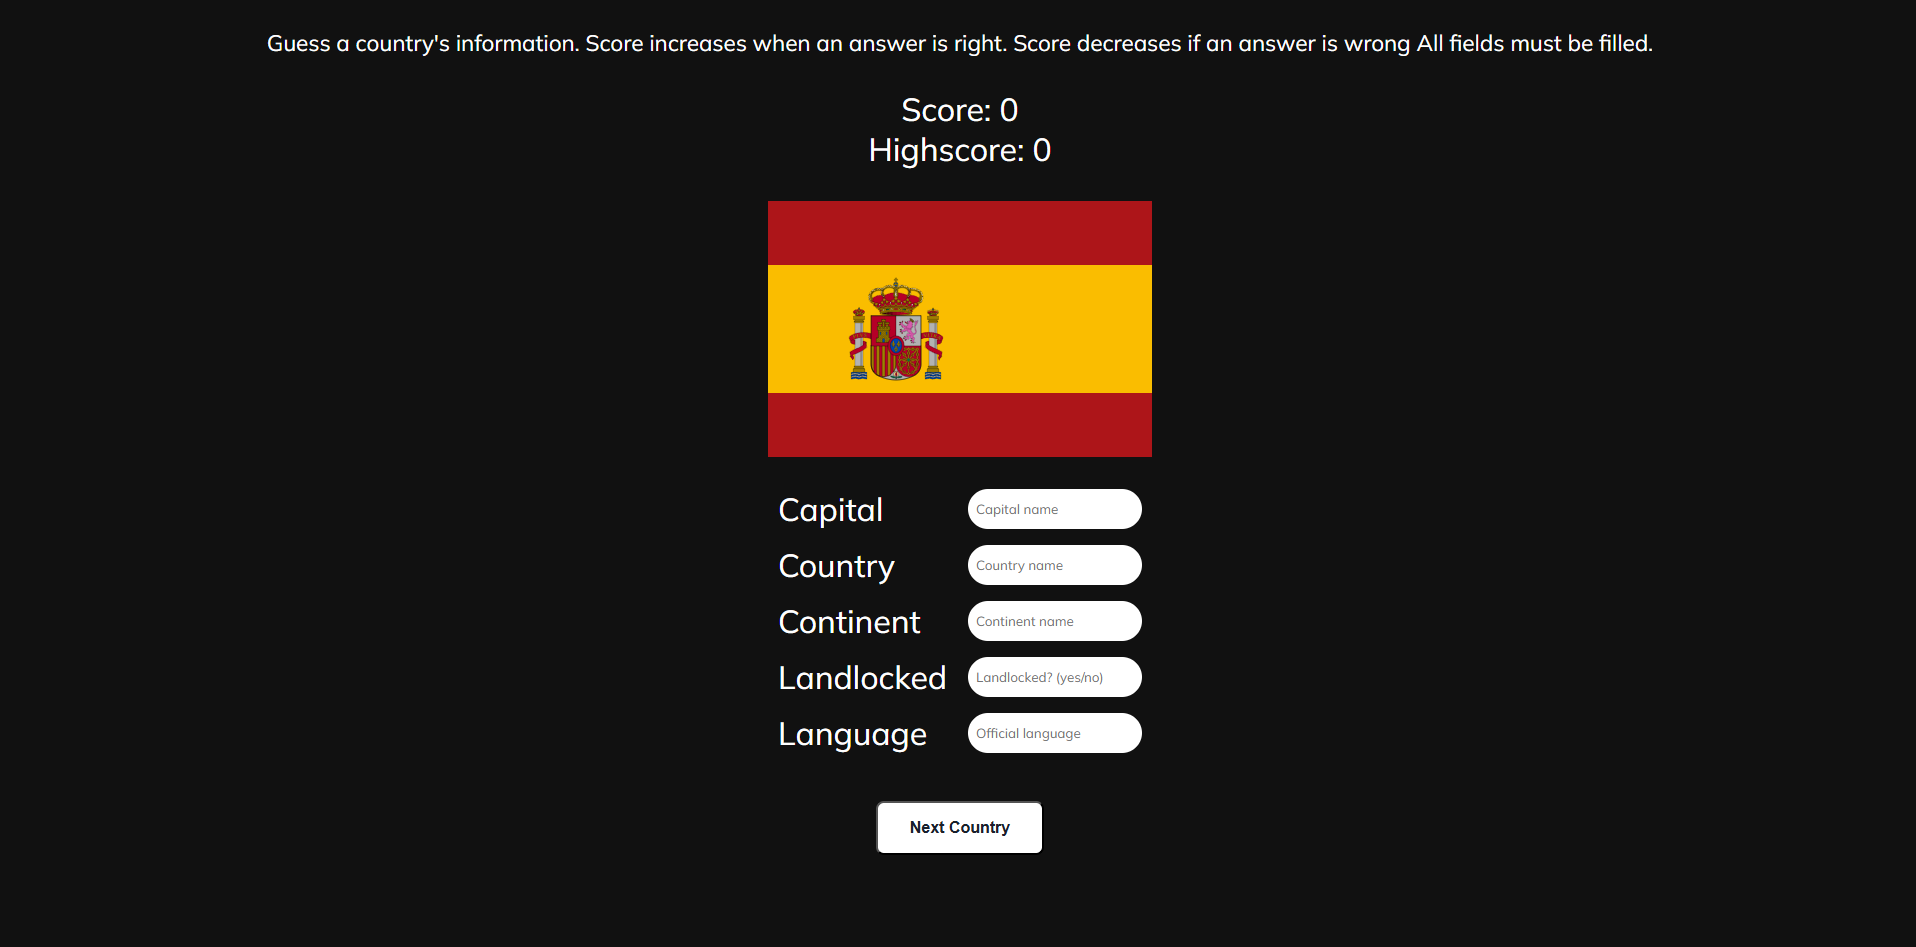 Guess a country's information. Score increases when an answer is right. Score decreases if an answer is wrong All fields must be filled.
Score: 0
Highscore: 0
Capital
Capital name
Country
Country name
Continent
Continent name
Landlocked
Landlocked? (yes/no)
Language
Official language
Next Country